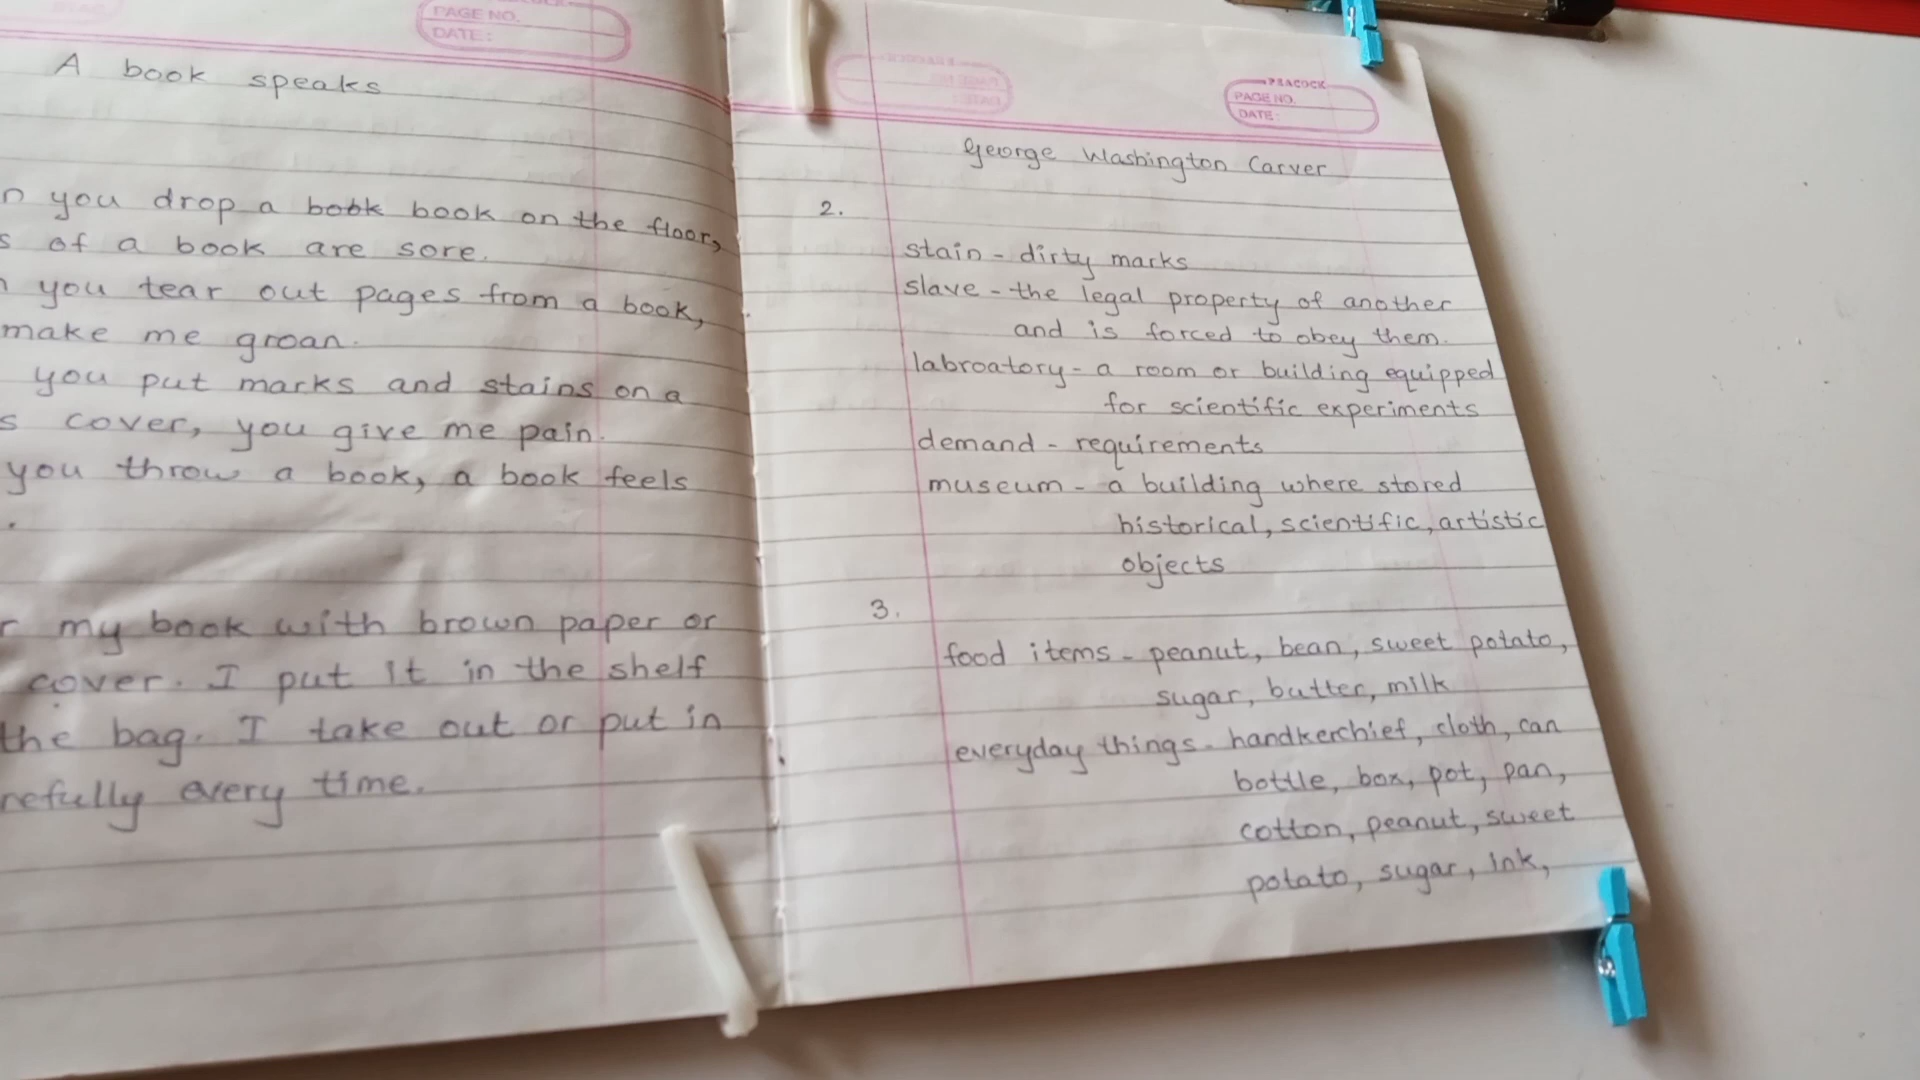 PAGE NO.
DATE:
A book speaks
you drop a book book on the floor,
of a book are sore.
you tear out pages from a book,
make me groan.
you put marks and stains on a
cover, you give me pain.
you throw a book, a book feels
my book with brown paper or
cover. I put it in the shelf
the bag. I take out or put in
refully every time.
PEACOCK
PAGE NO.
DATE:
George Washington Carver
2.
stain - dirty marks
slave - the legal property of another
and is forced to obey them.
labroatory - a room or building equipped
for scientific experiments
demand - requirements
museum - a building where stored
historical, scientific, artistic
objects
3.
food items - peanut, bean, sweet potato,
sugar, butter, milk
everyday things - handkerchief, cloth, can
bottle, box, pot, pan,
cotton, peanut, sweet
potato, sugar, ink,